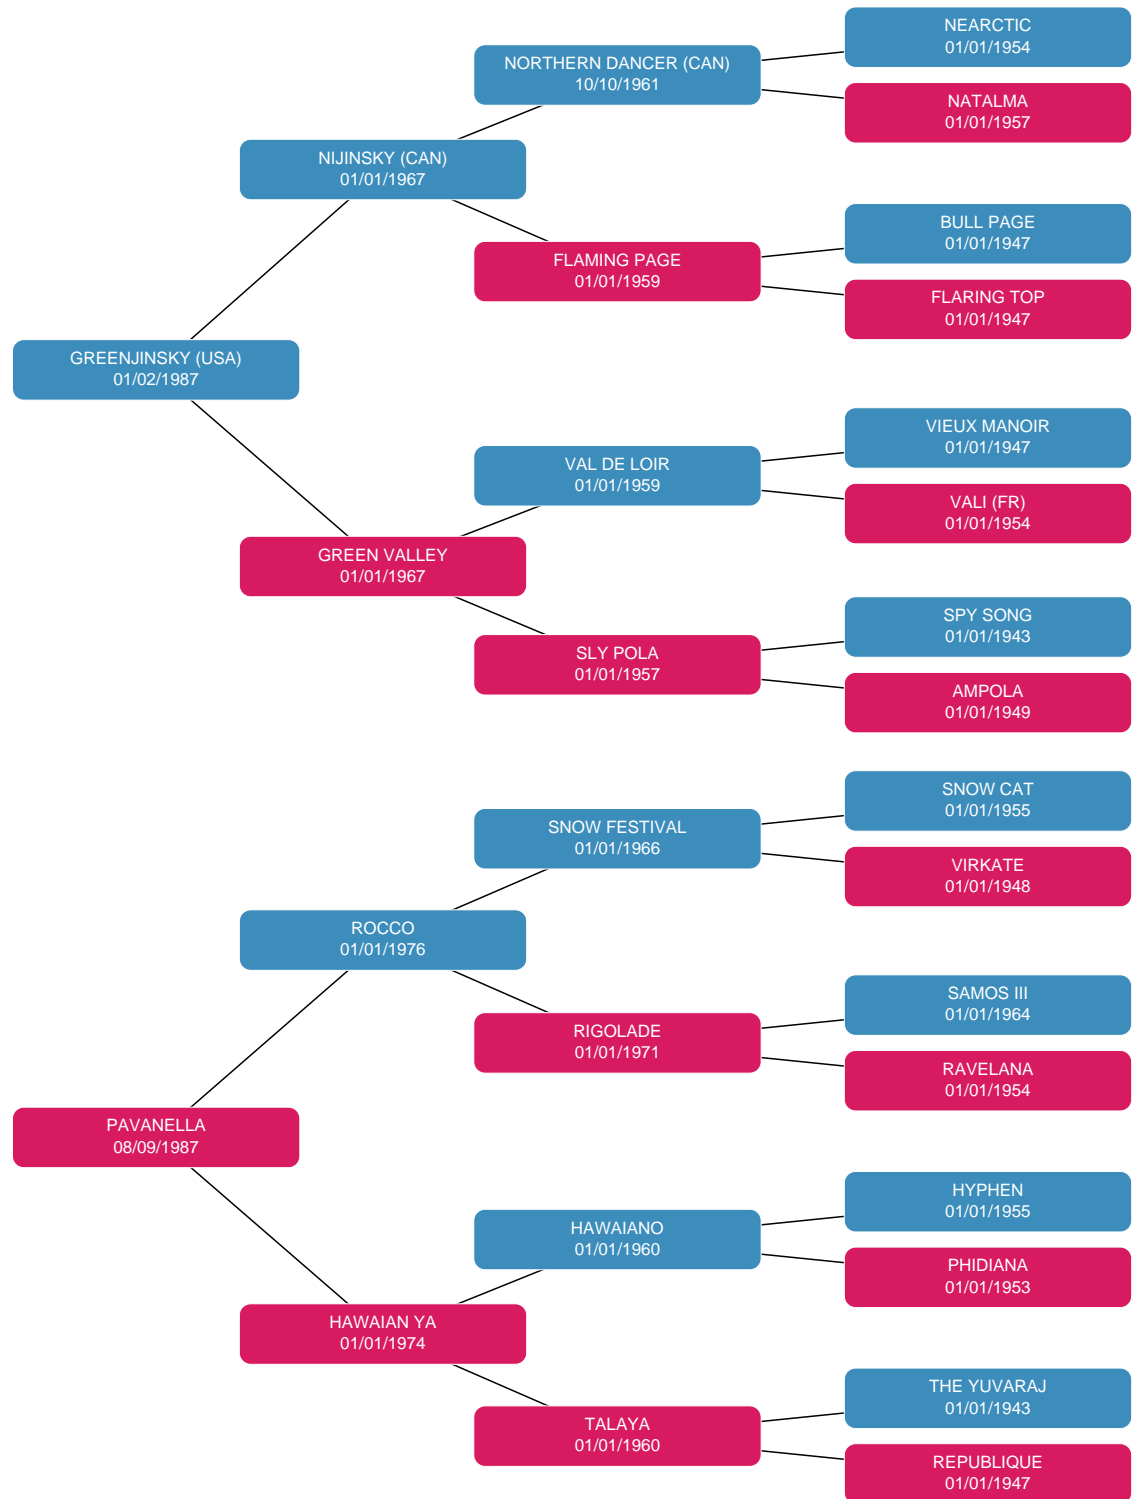 NEARCTIC
01/01/1954
NORTHERN DANCER (CAN)
10/10/1961
NATALMA
01/01/1957
NIJINSKY (CAN)
01/01/1967
BULL PAGE
01/01/1947
FLAMING PAGE
01/01/1959
FLARING TOP
01/01/1947
GREENJINSKY (USA)
01/02/1987
VIEUX MANOIR
01/01/1947
VAL DE LOIR
01/01/1959
VALI (FR)
01/01/1954
GREEN VALLEY
01/01/1967
SPY SONG
01/01/1943
SLY POLA
01/01/1957
AMPOLA
01/01/1949
SNOW CAT
01/01/1955
SNOW FESTIVAL
01/01/1966
VIRKATE
01/01/1948
ROCCO
01/01/1976
SAMOS III
01/01/1964
RIGOLADE
01/01/1971
RAVELANA
01/01/1954
PAVANELLA
08/09/1987
HYPHEN
01/01/1955
HAWAIANO
01/01/1960
PHIDIANA
01/01/1953
HAWAIAN YA
01/01/1974
THE YUVARAJ
01/01/1943
TALAYA
01/01/1960
REPUBLIQUE
01/01/1947